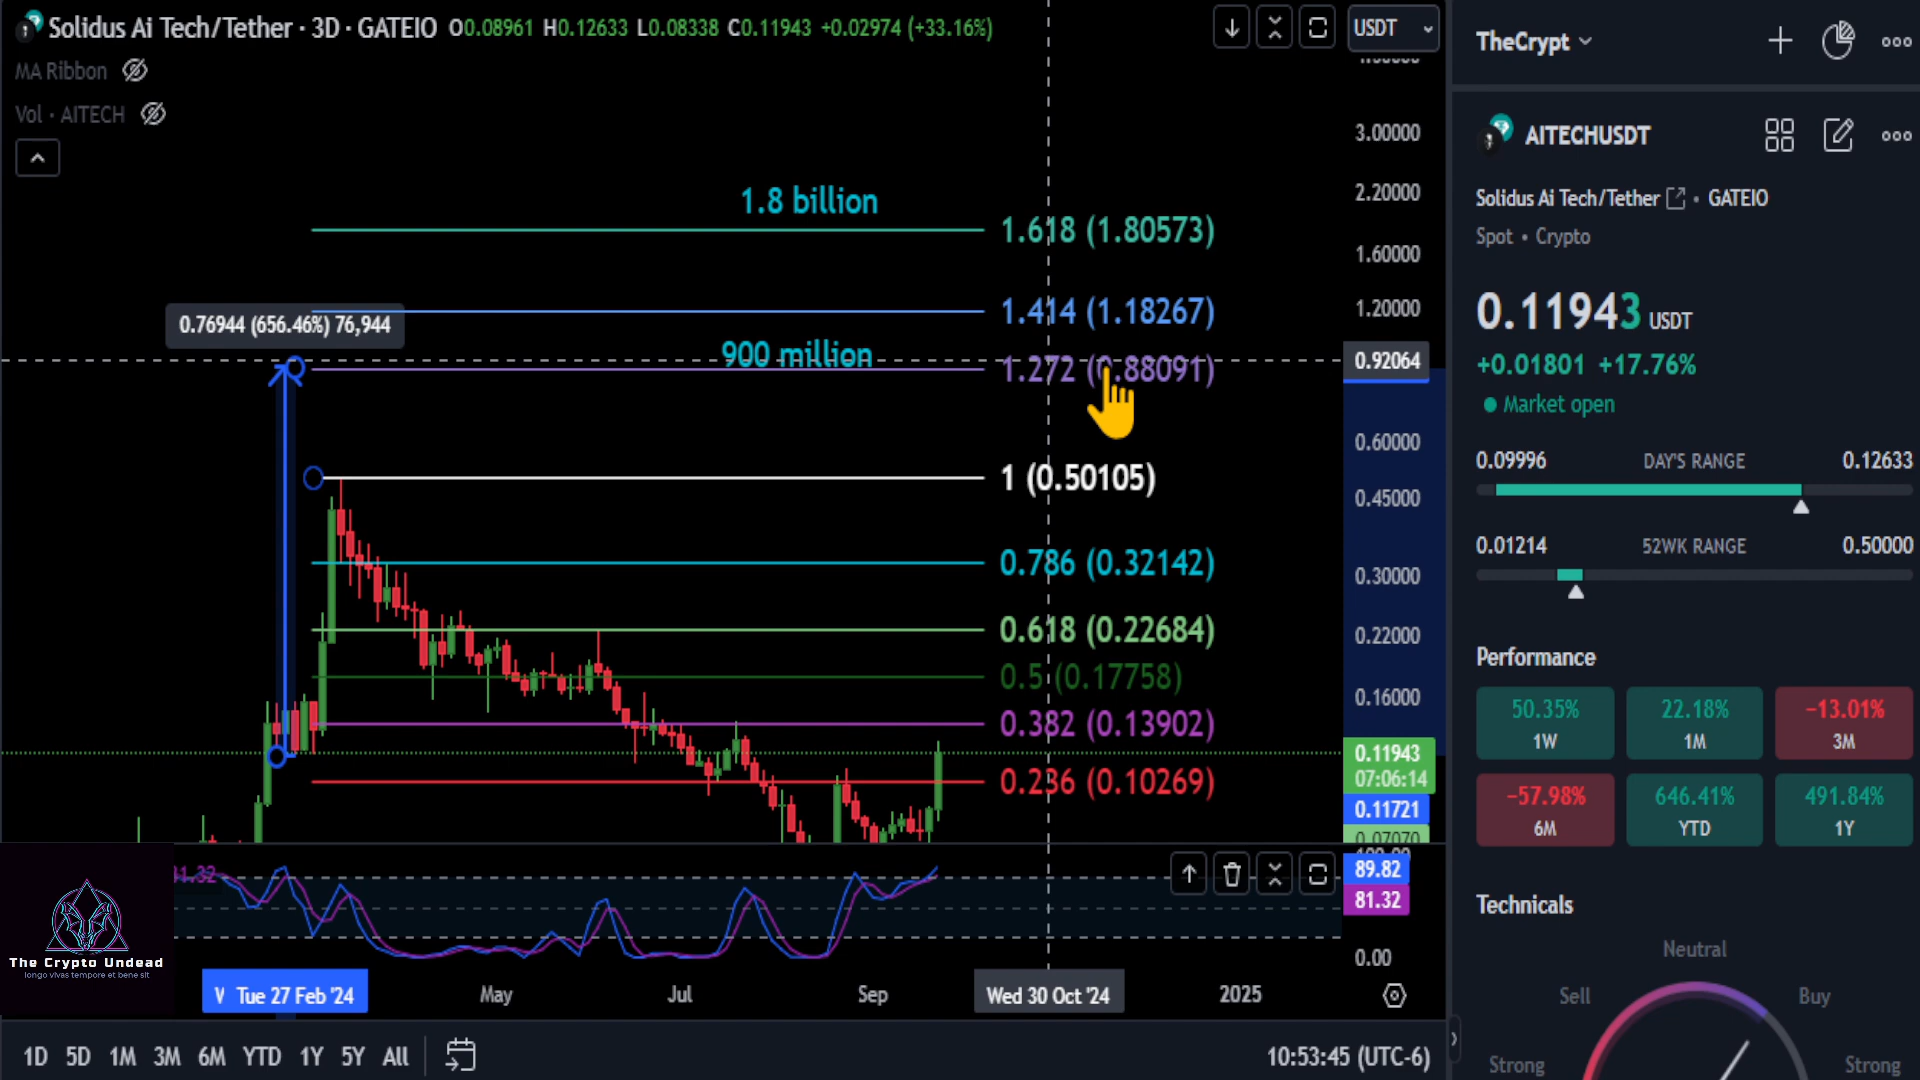 Solidus Ai Tech/Tether · 3D · GATEIO O0.08961 H0.12633 L0.08338 C0.11943 +0.02974 (+33.16%)
MA Ribbon
Vol · AITECH
USDT
3.00000
2.20000
1.60000
1.20000
0.92064
0.60000
0.45000
0.30000
0.22000
0.16000
0.11943
07:06:14
0.11721
0.07070
1.8 billion
1.618 (1.80573)
0.76944 (656.46%) 76,944
1.414 (1.18267)
900 million
1.272 (0.88091)
1 (0.50105)
0.786 (0.32142)
0.618 (0.22684)
0.5 (0.17758)
0.382 (0.13902)
0.236 (0.10269)
89.82
81.32
0.00
The Crypto Undead
longo vivas tempore et bene sit
Tue 27 Feb '24
May
Jul
Sep
Wed 30 Oct '24
2025
1D 5D 1M 3M 6M YTD 1Y 5Y All
10:53:45 (UTC-6)
TheCrypt
AITECHUSDT
Solidus Ai Tech/Tether • GATEIO
Spot • Crypto
0.11943 USDT
+0.01801 +17.76%
Market open
0.09996 DAY'S RANGE 0.12633
0.01214 52WK RANGE 0.50000
Performance
50.35%
1W
22.18%
1M
−13.01%
3M
−57.98%
6M
646.41%
YTD
491.84%
1Y
Technicals
Neutral
Sell
Buy
Strong
Strong